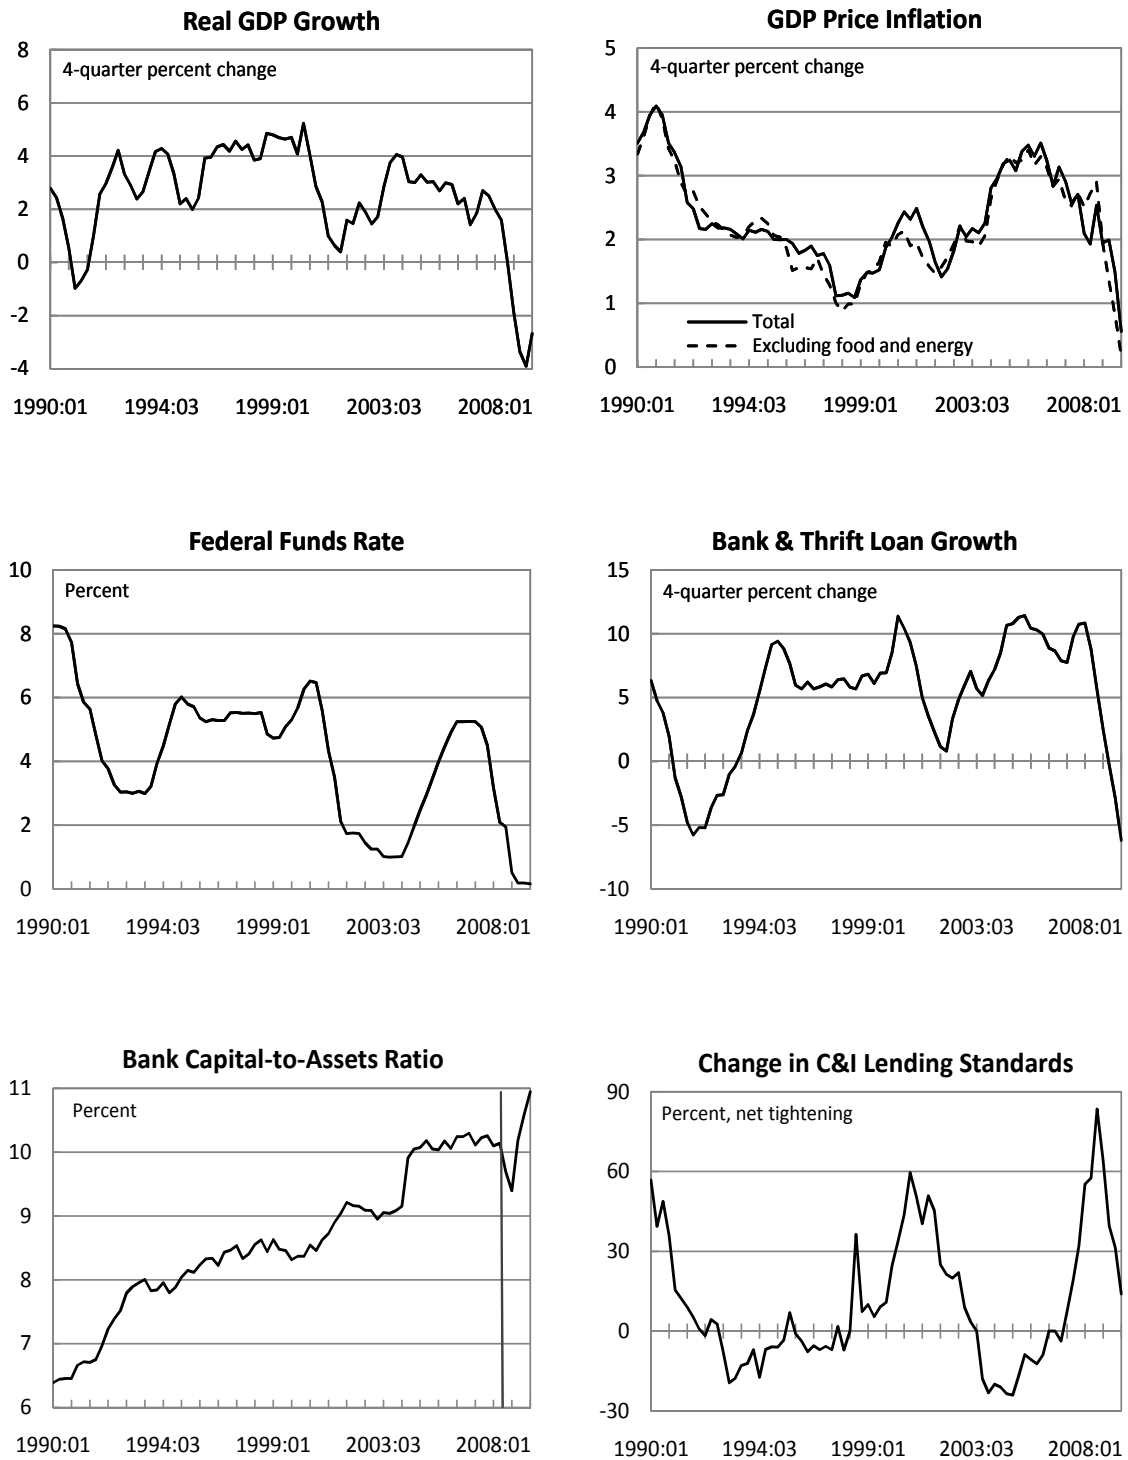 Real GDP Growth
4-quarter percent change
8
6
4
2
0
-2
-4
1990:01 1994:03 1999:01 2003:03 2008:01
GDP Price Inflation
4-quarter percent change
5
4
3
2
1
0
Total
Excluding food and energy
1990:01 1994:03 1999:01 2003:03 2008:01
Federal Funds Rate
Percent
10
8
6
4
2
0
1990:01 1994:03 1999:01 2003:03 2008:01
Bank & Thrift Loan Growth
4-quarter percent change
15
10
5
0
-5
-10
1990:01 1994:03 1999:01 2003:03 2008:01
Bank Capital-to-Assets Ratio
Percent
11
10
9
8
7
6
1990:01 1994:03 1999:01 2003:03 2008:01
Change in C&I Lending Standards
Percent, net tightening
90
60
30
0
-30
1990:01 1994:03 1999:01 2003:03 2008:01